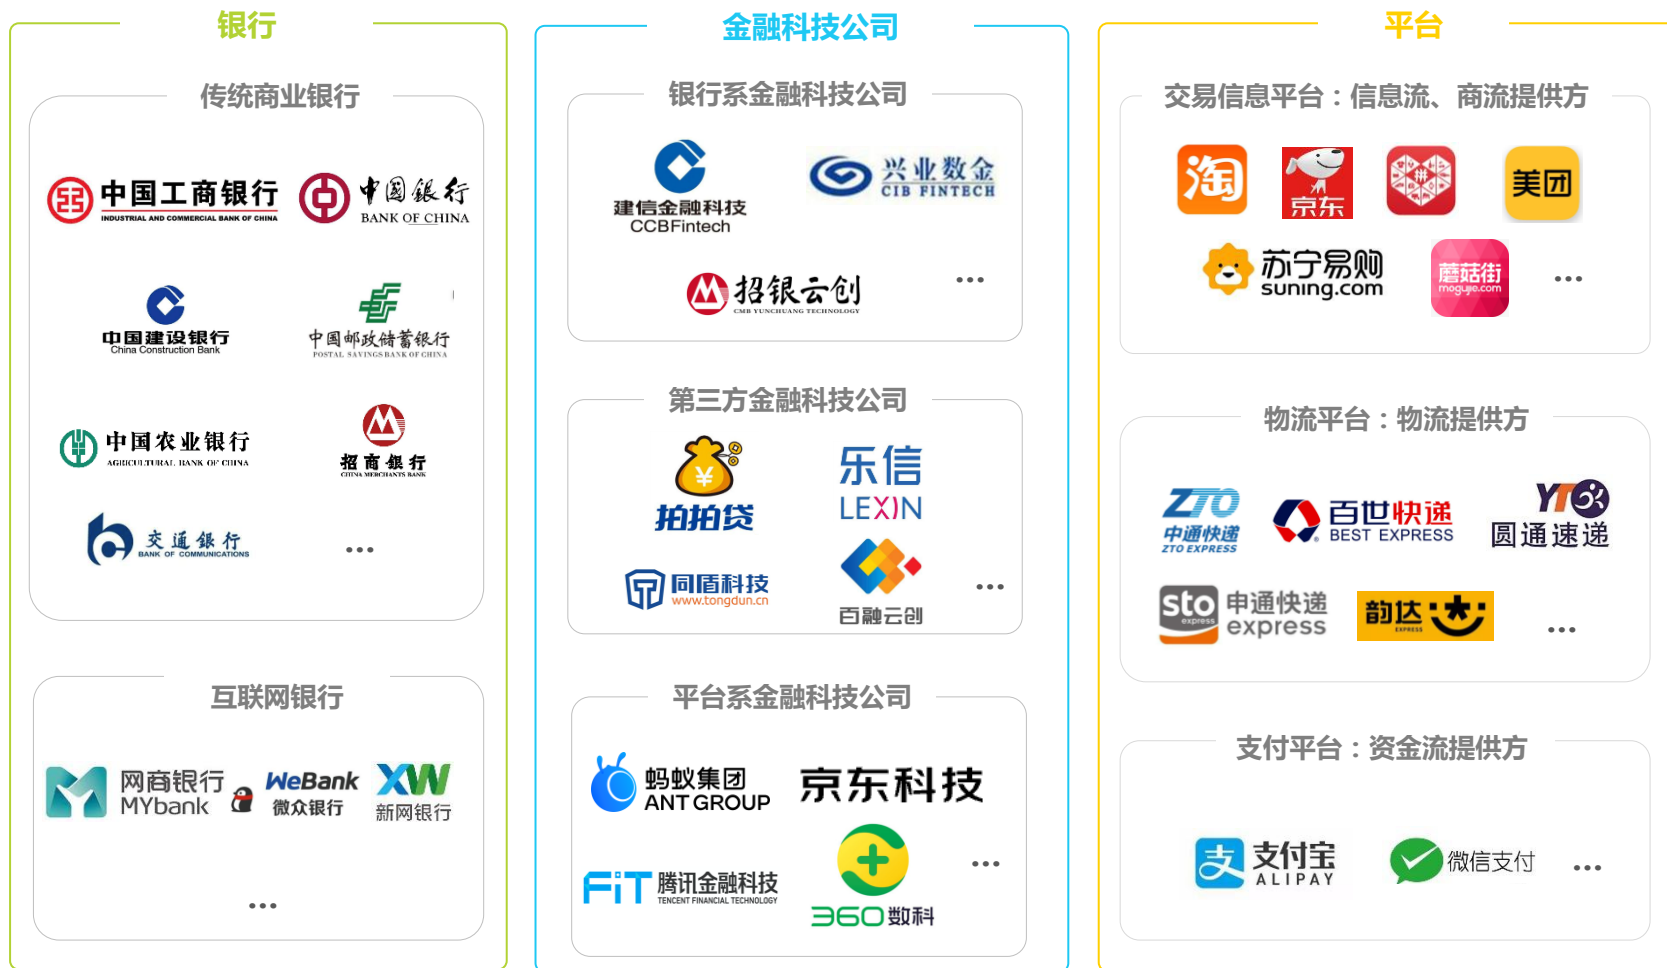 银行
传统商业银行
中国工商银行
INDUSTRIAL AND COMMERCIAL BANK OF CHINA
中國銀行
BANK OF CHINA
中国建设银行
China Construction Bank
中国邮政储蓄银行
POSTAL SAVINGS BANK OF CHINA
中国农业银行
AGRICULTURAL BANK OF CHINA
招商銀行
CHINA MERCHANTS BANK
交通銀行
BANK OF COMMUNICATIONS
...
互联网银行
网商银行
MYbank
WeBank
微众银行
XW
新网银行
...
金融科技公司
银行系金融科技公司
建信金融科技
CCBFintech
兴业数金
CIB FINTECH
招银云创
CMB YUNCHUANG TECHNOLOGY
...
第三方金融科技公司
¥
拍拍贷
乐信
LEXIN
同盾科技
www.tongdun.cn
百融云创
...
平台系金融科技公司
蚂蚁集团
ANT GROUP
京东科技
FiT
腾讯金融科技
TENCENT FINANCIAL TECHNOLOGY
360数科
...
平台
交易信息平台：信息流、商流提供方
淘
京东
拼
美团
苏宁易购
suning.com
蘑菇街
mogujie.com
...
物流平台：物流提供方
ZTO
中通快递
ZTO EXPRESS
百世快递
BEST EXPRESS
YTO
圆通速递
sto
express
申通快递
express
韵达
EXPRESS
...
支付平台：资金流提供方
支
支付宝
ALIPAY
微信支付
...